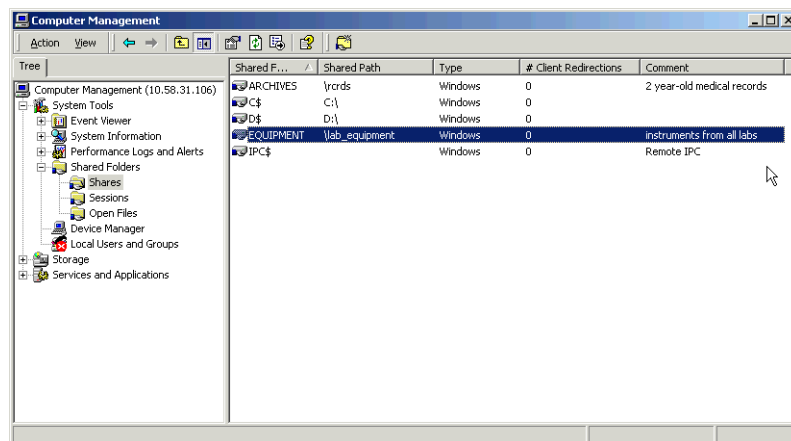 Computer Management
Action View
Tree
Computer Management (10.58.31.106)
System Tools
Event Viewer
System Information
Performance Logs and Alerts
Shared Folders
Shares
Sessions
Open Files
Device Manager
Local Users and Groups
Storage
Services and Applications
Shared F... Shared Path Type # Client Redirections Comment
ARCHIVES \rcrds Windows 0 2 year-old medical records
C$ C:\ Windows 0
D$ D:\ Windows 0
EQUIPMENT \lab_equipment Windows 0 instruments from all labs
IPC$ Windows 0 Remote IPC